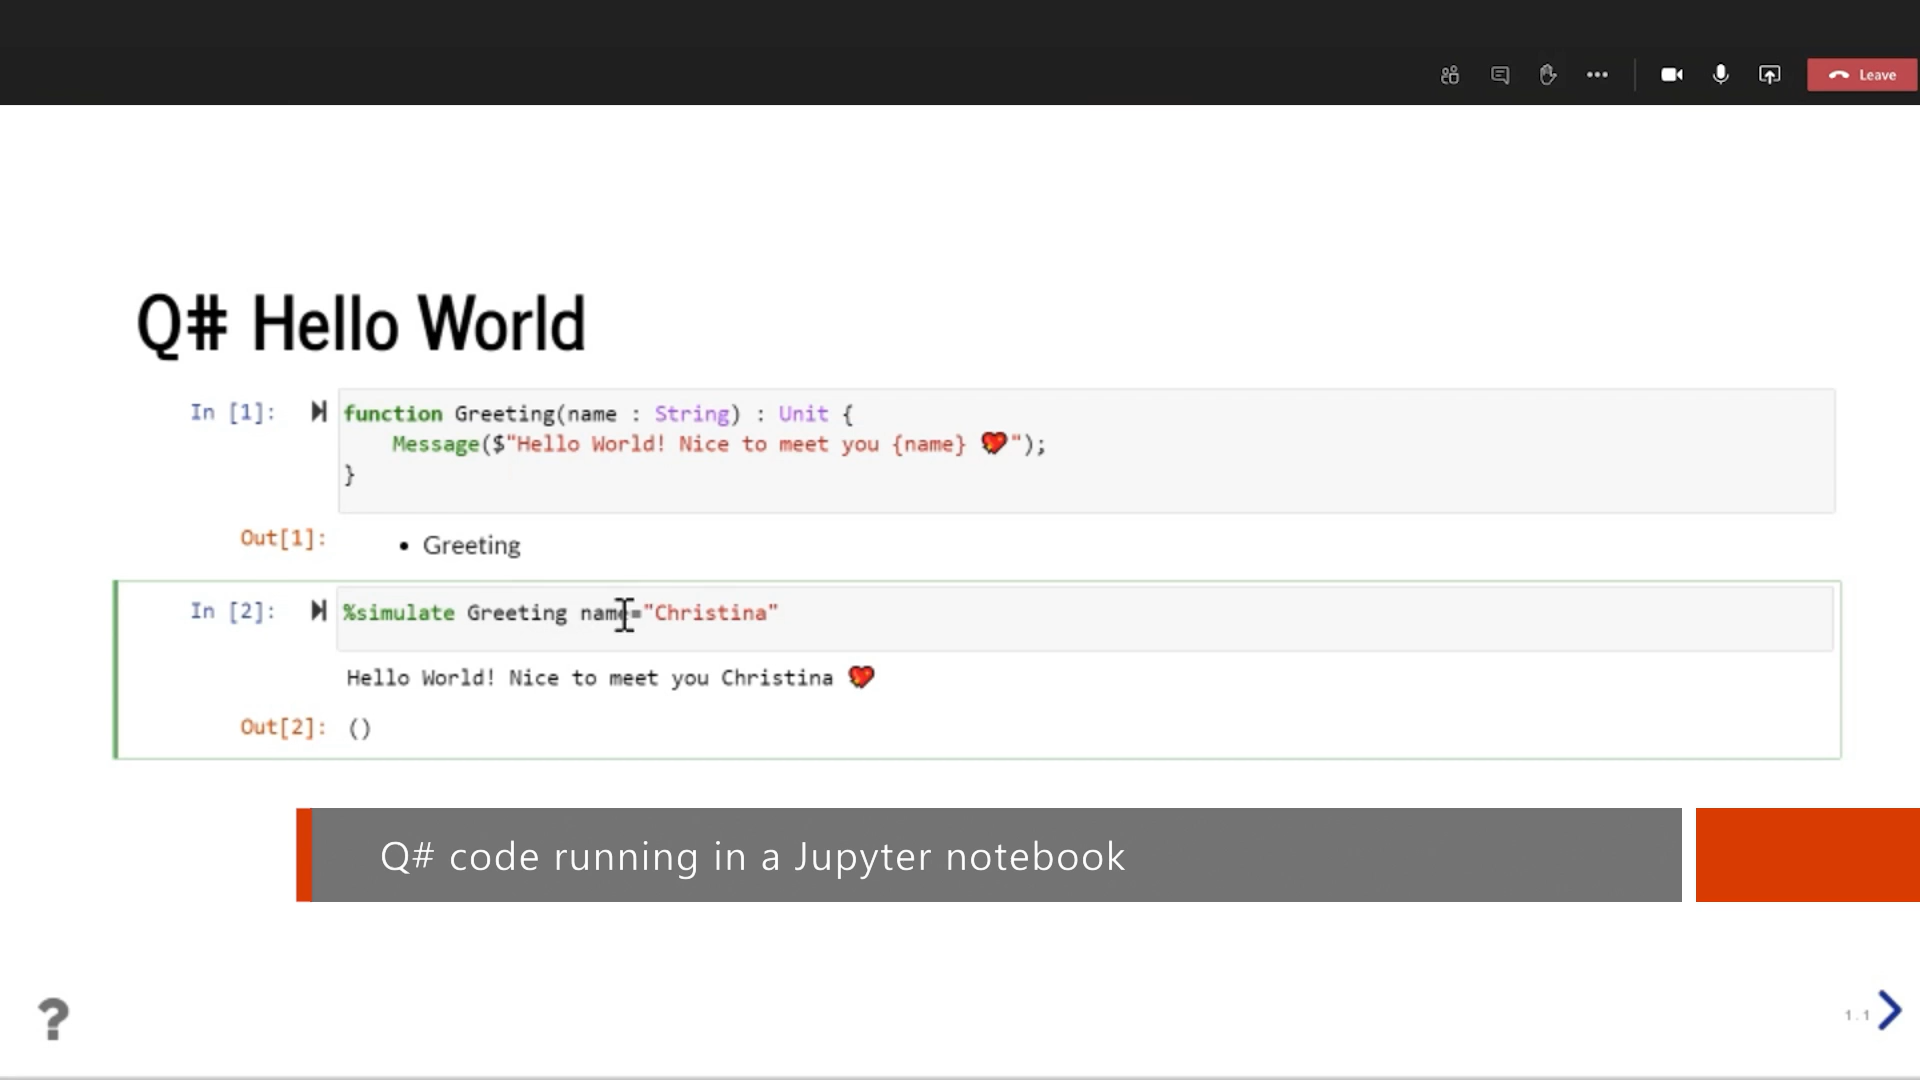 Leave
Q# Hello World
In [1]: function Greeting(name : String) : Unit {
Message($"Hello World! Nice to meet you {name} 💖");
}
Out[1]: • Greeting
In [2]: %simulate Greeting name="Christina"
Hello World! Nice to meet you Christina 💖
Out[2]: ()
Q# code running in a Jupyter notebook
?
1.1